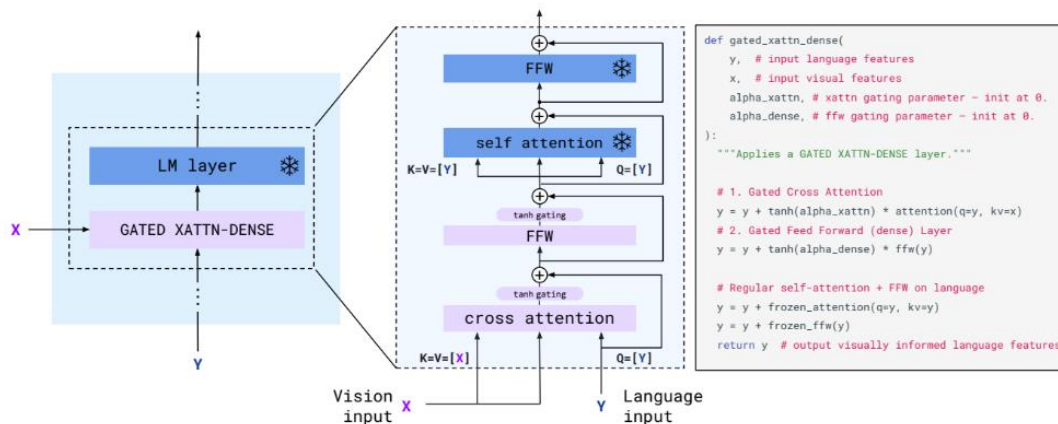 LM layer
X
GATED XATTN-DENSE
Y
FFW
self attention
K=V=[Y]
Q=[Y]
tanh gating
FFW
tanh gating
cross attention
K=V=[X]
Q=[Y]
Vision
input
X
Y
Language
input
def gated_xattn_dense(
y, # input language features
x, # input visual features
alpha_xattn, # xattn gating parameter – init at 0.
alpha_dense, # ffw gating parameter – init at 0.
):
"""Applies a GATED XATTN-DENSE layer."""
# 1. Gated Cross Attention
y = y + tanh(alpha_xattn) * attention(q=y, kv=x)
# 2. Gated Feed Forward (dense) Layer
y = y + tanh(alpha_dense) * ffw(y)
# Regular self-attention + FFW on language
y = y + frozen_attention(q=y, kv=y)
y = y + frozen_ffw(y)
return y # output visually informed language features